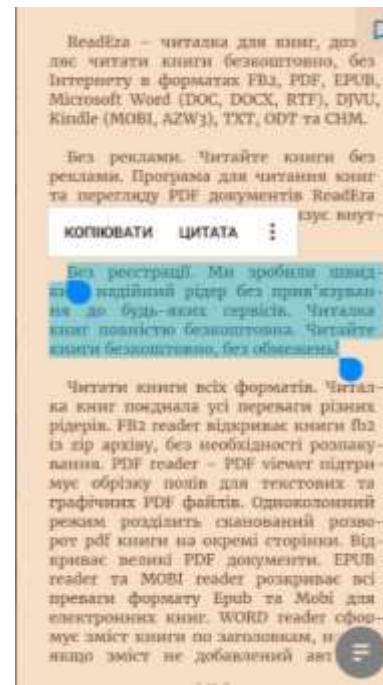 ReadEra – читалка для книг, доз
ляє читати книги безкоштовно, без
Інтернету в форматах FB2, PDF, EPUB,
Microsoft Word (DOC, DOCX, RTF), DJVU,
Kindle (MOBI, AZW3), TXT, ODT та CHM.
Без реклами. Читайте книги без
реклами. Програма для читання книг
та перегляду PDF документів ReadEra
зує внут-
КОПІЮВАТИ ЦИТАТА
Без реєстрації. Ми зробили швид-
надійний рідер без прив’язуван-
ня до будь-яких сервісів. Читалка
книг повністю безкоштовна. Читайте
книги безкоштовно, без обмежень!
Читати книги всіх форматів. Читал-
ка книг поєднала усі переваги різних
рідерів. FB2 reader відкриває книги fb2
із zip архіву, без необхідності розпаку-
вання. PDF reader – PDF viewer підтри-
мує обрізку полів для текстових та
графічних PDF файлів. Одноколонний
режим розділить сканований розво-
рот pdf книги на окремі сторінки. Від-
криває великі PDF документи. EPUB
reader та MOBI reader розкриває всі
преваги формату Epub та Mobi для
електронних книг. WORD reader сфор-
мує зміст книги по заголовкам, н
якщо зміст не добавлений авт